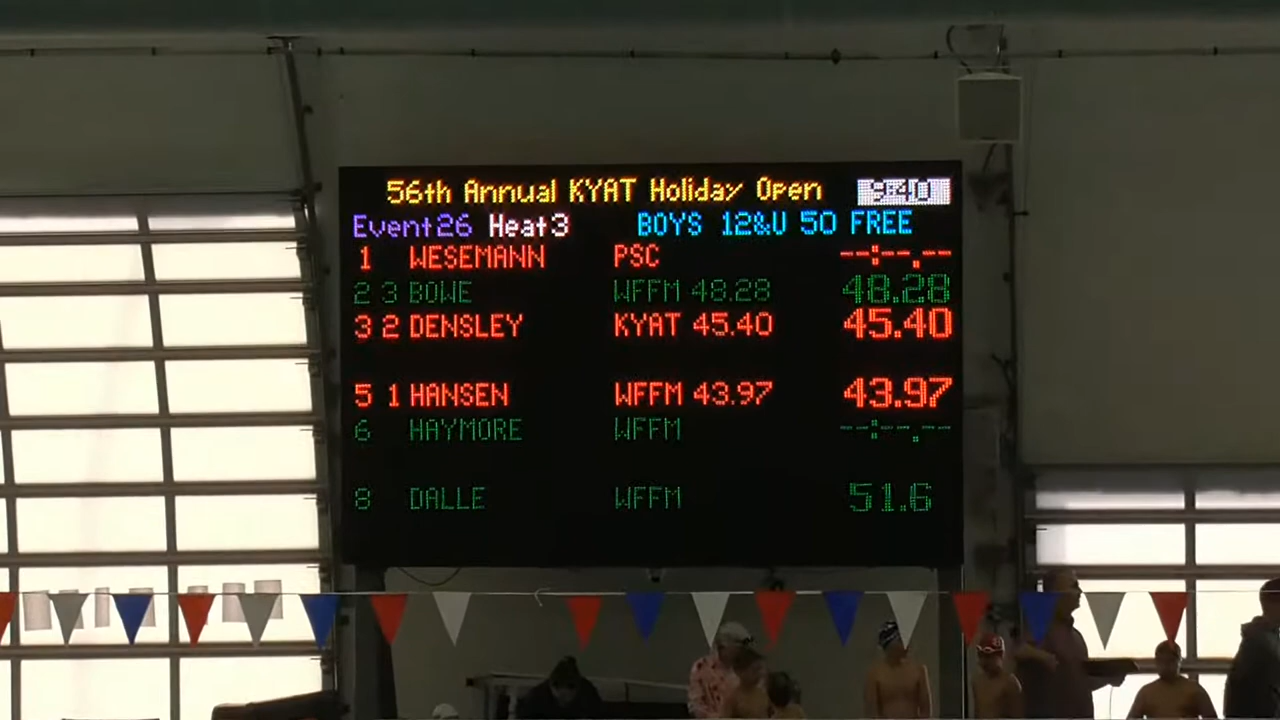 56th Annual KYAT Holiday Open 9:40
Event26 Heat3 BOYS 12&U 50 FREE
1 WESEMANN PSC --:--.--
2 3 BOWE WFFM 48.28 48.28
3 2 DENSLEY KYAT 45.40 45.40
5 1 HANSEN WFFM 43.97 43.97
6 HAYMORE WFFM --:--.--
8 DALLE WFFM 51.6